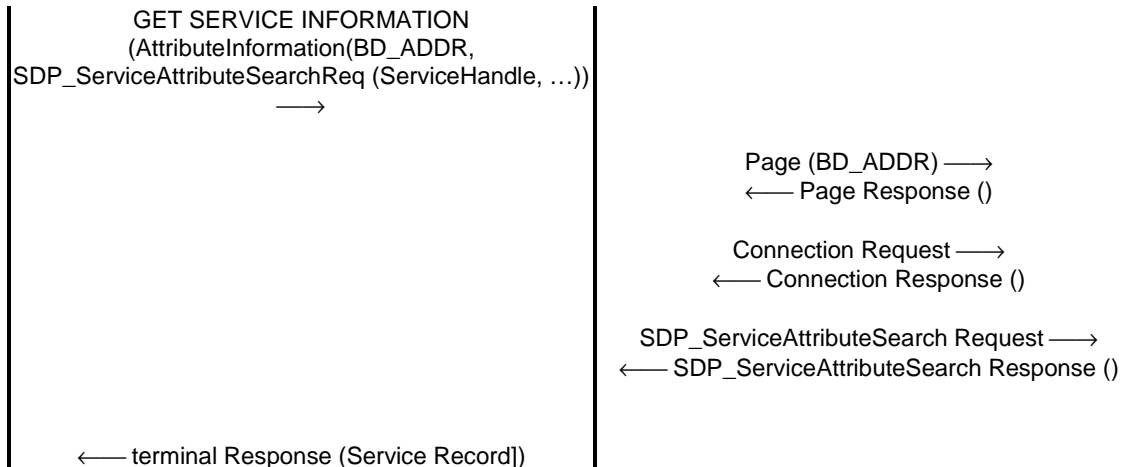 GET SERVICE INFORMATION
(AttributeInformation(BD_ADDR,
SDP_ServiceAttributeSearchReq (ServiceHandle, …))
⟶
Page (BD_ADDR) ⟶
⟵ Page Response ()
Connection Request ⟶
⟵ Connection Response ()
SDP_ServiceAttributeSearch Request ⟶
⟵ SDP_ServiceAttributeSearch Response ()
⟵ terminal Response (Service Record])